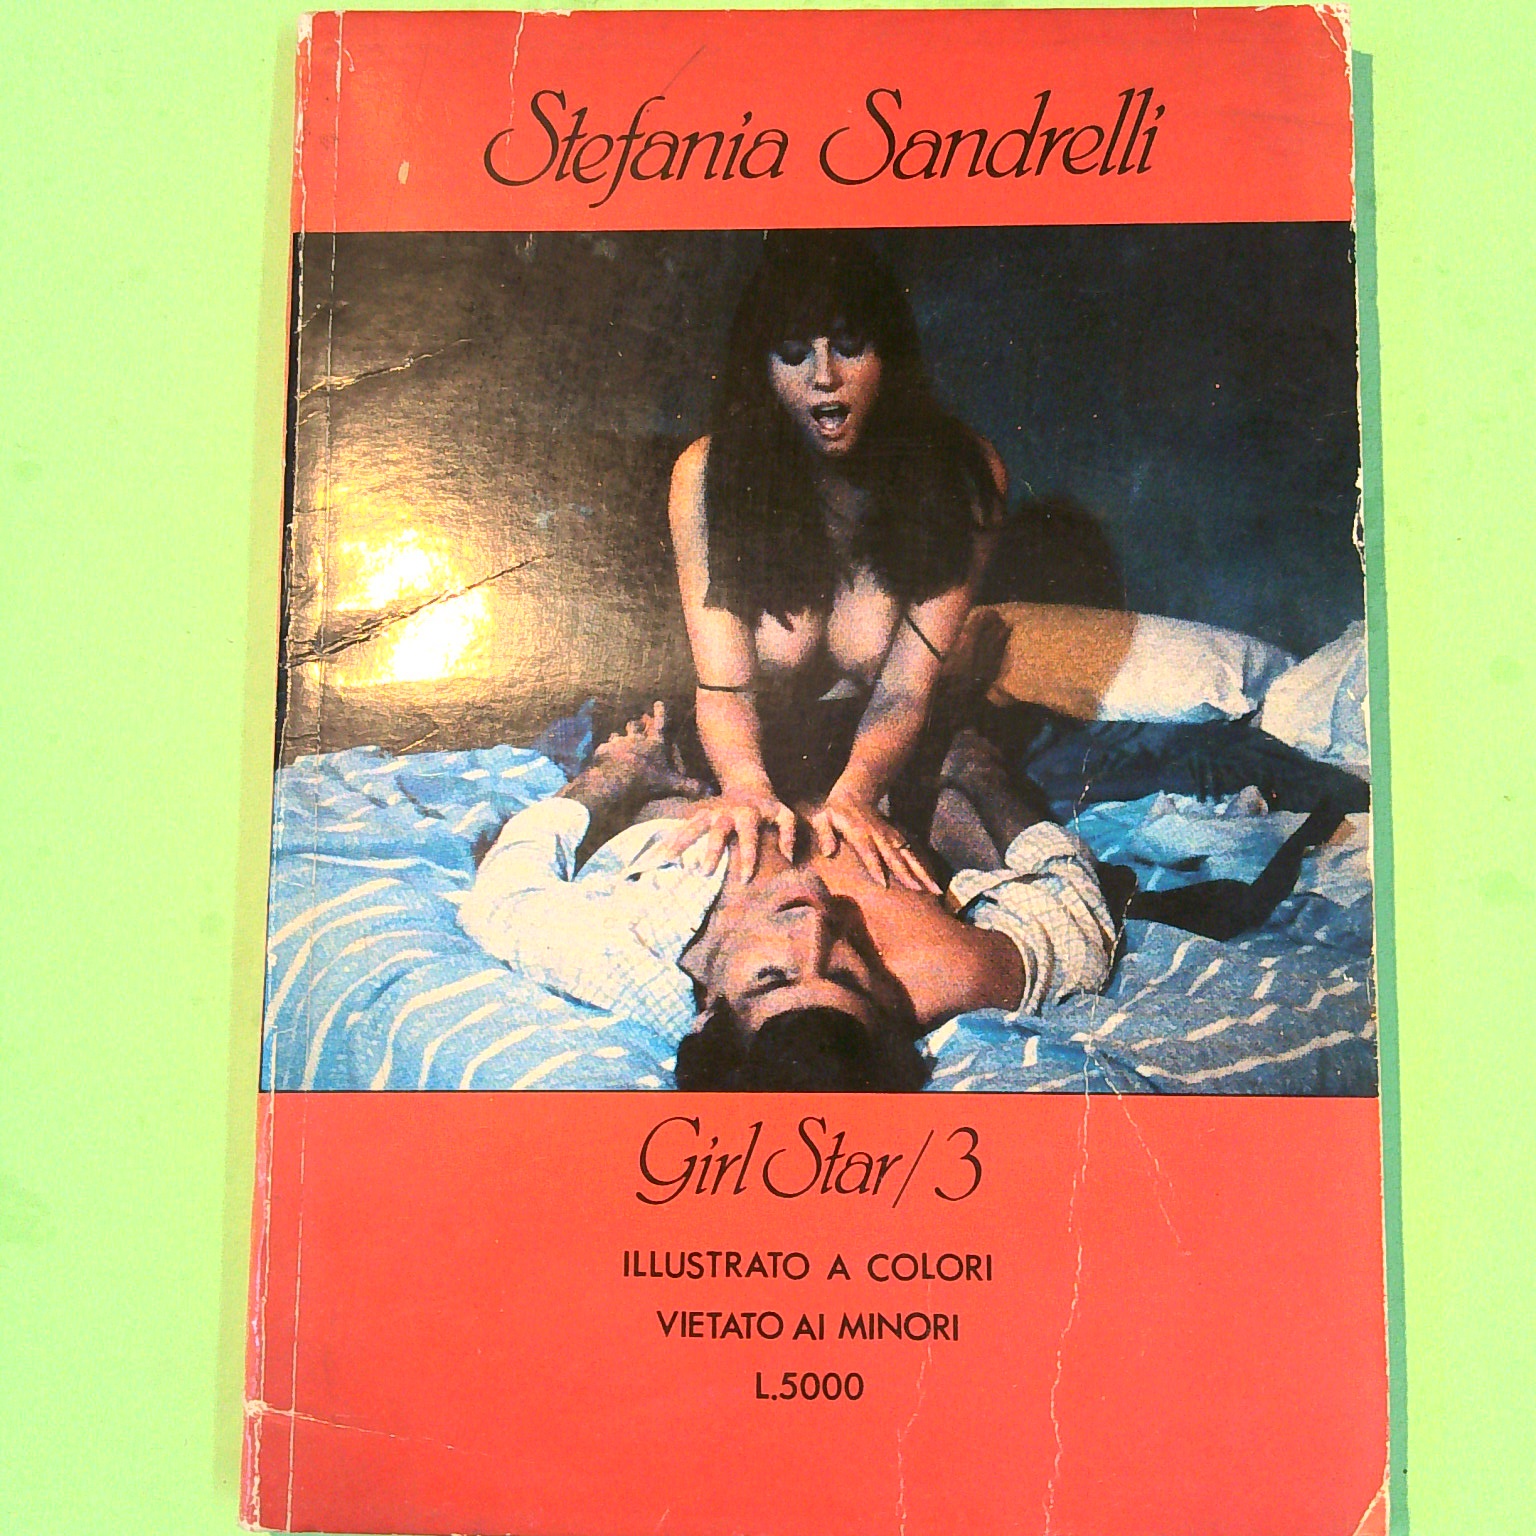 Stefania Sandrelli
Girl Star/3
ILLUSTRATO A COLORI
VIETATO AI MINORI
L.5000